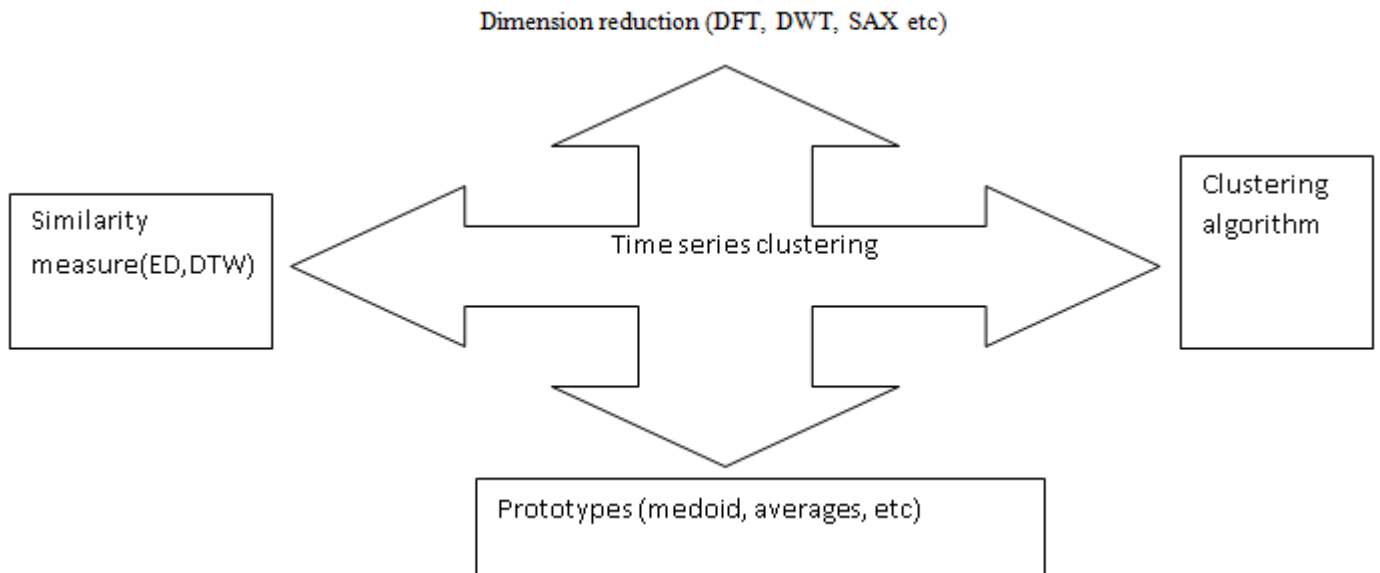 Dimension reduction (DFT, DWT, SAX etc)
Similarity
measure(ED,DTW)
Time series clustering
Clustering
algorithm
Prototypes (medoid, averages, etc)